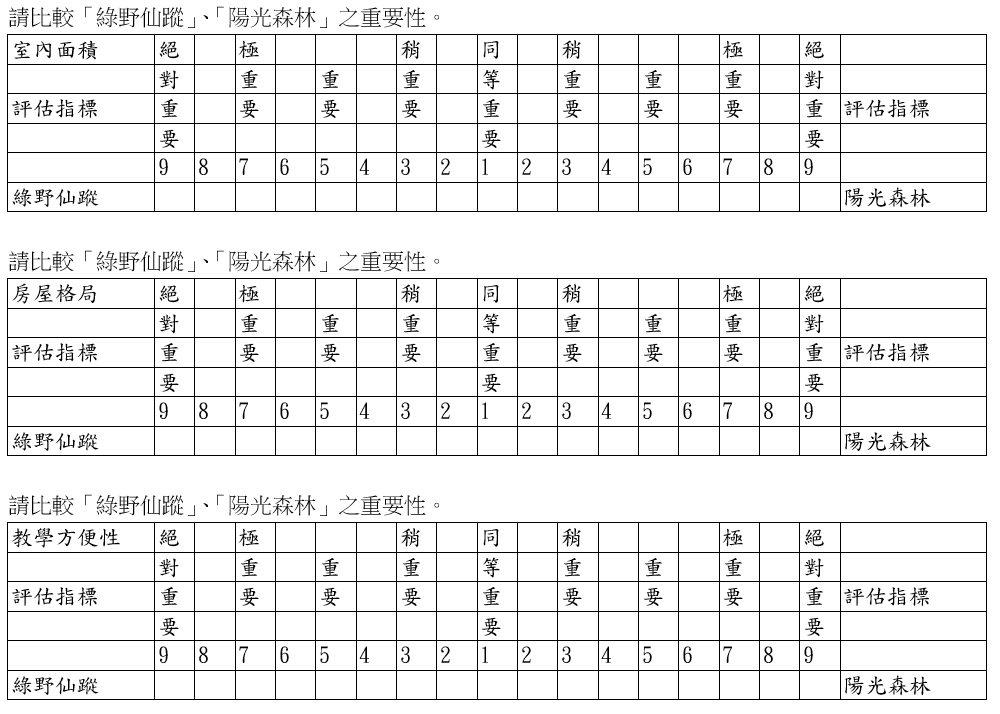 請比較「綠野仙蹤」、「陽光森林」之重要性。
室內面積 絕 極 稍 同 稍 極 絕
對 重 重 重 等 重 重 重 對
評估指標 重 要 要 要 重 要 要 要 重 評估指標
要 要 要
9 8 7 6 5 4 3 2 1 2 3 4 5 6 7 8 9
綠野仙蹤 陽光森林
請比較「綠野仙蹤」、「陽光森林」之重要性。
房屋格局 絕 極 稍 同 稍 極 絕
對 重 重 重 等 重 重 重 對
評估指標 重 要 要 要 重 要 要 要 重 評估指標
要 要 要
9 8 7 6 5 4 3 2 1 2 3 4 5 6 7 8 9
綠野仙蹤 陽光森林
請比較「綠野仙蹤」、「陽光森林」之重要性。
教學方便性 絕 極 稍 同 稍 極 絕
對 重 重 重 等 重 重 重 對
評估指標 重 要 要 要 重 要 要 要 重 評估指標
要 要 要
9 8 7 6 5 4 3 2 1 2 3 4 5 6 7 8 9
綠野仙蹤 陽光森林